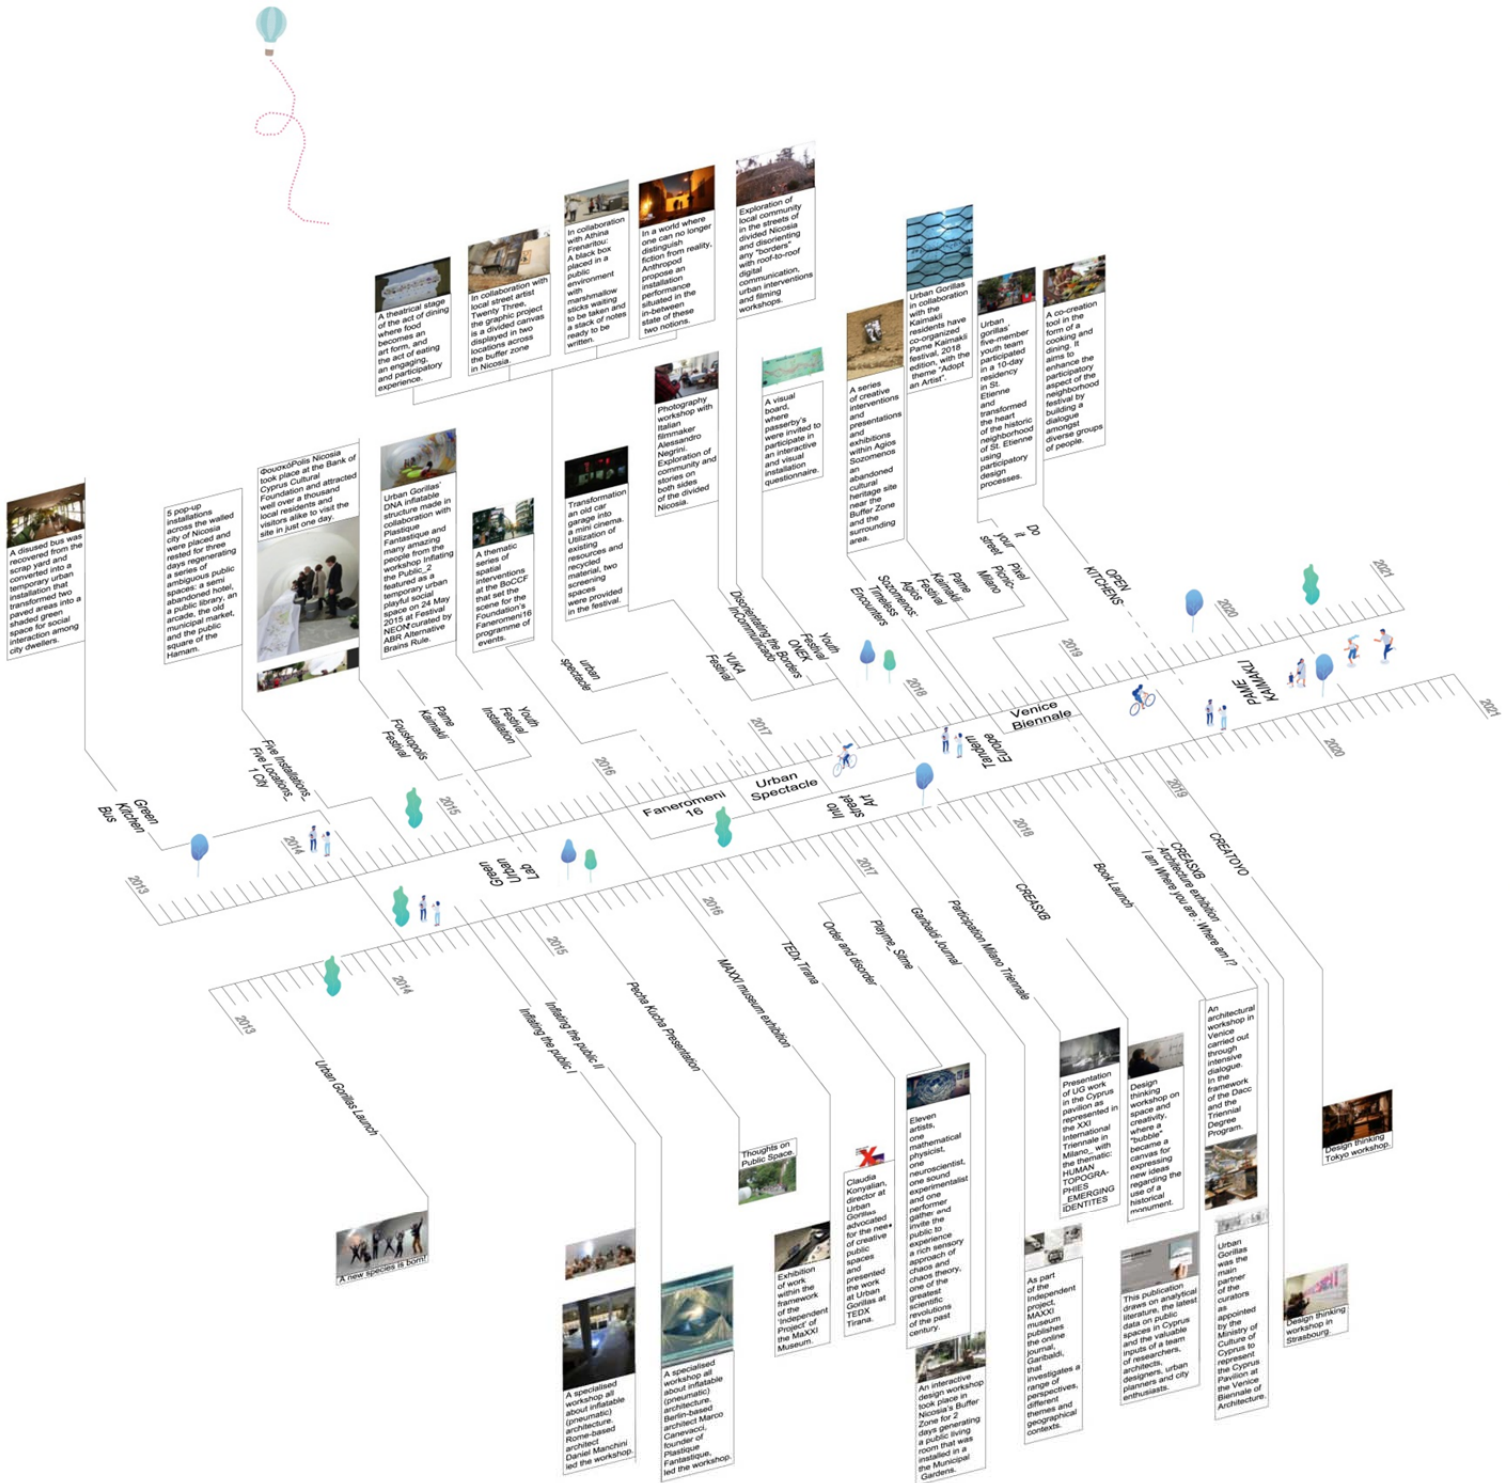 Exploration of
local community
in the streets of
divided Nicosia
and disorienting
any "borders"
with roof-to-roof
digital
communication,
urban interventions
and filming
workshops.
In a world where
one can no longer
distinguish
fiction from reality,
Anthropod
propose an
installation
performance
situated in the
in-between
state of these
two notions.
In collaboration
with Athina
Frenaritou:
A black box
placed in a
public
environment
with
marshmallow
sticks waiting
to be taken and
a stack of notes
ready to be
written.
In collaboration with
local street artist
Twenty Three,
the graphic project
is a divided canvas
displayed in two
locations across
the buffer zone
in Nicosia.
A theatrical stage
of the act of dining
where food
becomes an
art form, and
the act of eating
an engaging,
and participatory
experience.
Urban Gorillas
in collaboration
with the
Kaimakli
residents have
co-organized
Pame Kaimakli
festival, 2018
edition, with the
theme "Adopt
an Artist".
Urban
gorillas'
five-member
youth team
participated
in a 10-day
residency
in St.
Etienne
and
transformed
the heart
of the historic
neighborhood
of St. Etienne
using
participatory
design
processes.
A co-creation
tool in the
form of a
cooking and
dining. It
aims to
enhance the
participatory
aspect of the
neighborhood
festival by
building a
dialogue
amongst
diverse groups
of people.
A series
of creative
interventions
and
presentations
and
exhibitions
within Agios
Sozomenos
an
abandoned
cultural
heritage site
near the
Buffer Zone
and the
surrounding
area.
A visual
board,
where
passerby's
were invited to
participate in
an interactive
and visual
installation
questionnaire.
Photography
workshop with
Italian
filmmaker
Alessandro
Negrini.
Exploration of
community and
stories on
both sides
of the divided
Nicosia.
Transformation
an old car
garage into
a mini cinema.
Utilization of
existing
resources and
recycled
material, two
screening
spaces
were provided
in the festival.
A thematic
series of
spatial
interventions
at the BoCCF
that set the
scene for the
Foundation's
Faneromeni16
programme of
events.
Urban Gorillas'
DNA inflatable
structure made in
collaboration with
Plastique
Fantastique and
many amazing
people from the
workshop Inflating
the Public_2
featured as a
temporary urban
playful social
space on 24 May
2015 at Festival
NEON curated by
ABR Alternative
Brains Rule.
ΦουσκόPolis Nicosia
took place at the Bank of
Cyprus Cultural
Foundation and attracted
well over a thousand
local residents and
visitors alike to visit the
site in just one day.
5 pop-up
installations
across the walled
city of Nicosia
were placed and
rested for three
days regenerating
a series of
ambiguous public
spaces: a semi
abandoned hotel,
a public library, an
arcade, the old
municipal market,
and the public
square of the
Hamam.
A disused bus was
recovered from the
scrap yard and
converted into a
temporary urban
installation that
transformed two
paved areas into a
shaded green
space for social
interaction among
city dwellers.
Green
Kitchen
Bus
Five Installations_
Five Locations_
1 City
Fouskopolis
Festival
Pame
Kaimakli
Youth
Festival
Installation
urban
spectacle
YUKA
Festival
Disorientating the Borders
InCommunicado
ONEK
Youth
Festival
Sozomenos:
Timeless
Encounters
Agios
Festival
Kaimakli
Pame
Pixel
Picnic-
Milano
Do
it
your
street
OPEN
KITCHENS
2013
2014
2015
2016
2017
2018
2019
2020
2021
Green
Urban
Lab
Faneromeni
16
Urban
Spectacle
Into
street
Art
Tandem
Europe
Venice
Biennale
PAME
KAIMAKLI
2013
2014
2015
2016
2017
2018
2019
2020
2021
Urban Gorillas Launch
Inflating the public I
Inflating the public II
Pecha Kucha Presentation
MAXXI museum exhibition
TEDx Tirana
Order and disorder
Playme_Sitme
Garibaldi Journal
Participation Milano Triennale
CREASXB
Book Launch
I am Where you are : Where am I?
Architecture exhibition
CREASXB
CREATOYO
A new species is born!
A specialised
workshop all
about inflatable
(pneumatic)
architecture.
Rome-based
architect
Daniel Manchini
led the workshop.
A specialised
workshop all
about inflatable
(pneumatic)
architecture.
Berlin-based
architect Marco
Canevacci,
founder of
Plastique
Fantastique,
led the workshop.
Thoughts on
Public Space.
Exhibition
of work
within the
framework
of the
'Independent
Project' of
the MaXXI
Museum.
Claudia
Konyalian,
director at
Urban
Gorillas
advocated
for the nee
of creative
public
spaces
and
presented
the work
at Urban
Gorillas at
TEDX
Tirana.
Eleven
artists,
one
mathematical
physicist,
one
neuroscientist,
one sound
experimentalist
and one
performer
gather and
invite the
public to
experience
a rich sensory
approach of
chaos and
chaos theory,
one of the
greatest
scientific
revolutions
of the past
century.
An interactive
design workshop
took place in
Nicosia's Buffer
Zone for 2
days generating
a public living
room that was
installed in a
the Municipal
Gardens.
As part
of the
Independent
project,
MAXXI
museum
publishes
the online
journal,
Garibaldi,
that
investigates a
range of
perspectives,
different
themes and
geographical
contexts.
Presentation
of UG work
in the Cyprus
pavilion as
represented in
the XXI
International
Triennale in
Milano_ with
the thematic:
HUMAN
TOPOGRA-
PHIES
_EMERGING
IDENTITES
Design
thinking
workshop on
space and
creativity,
where a
"bubble"
became a
canvas for
expressing
new ideas
regarding the
use of a
historical
monument.
This publication
draws on analytical
literature, the latest
data on public
spaces in Cyprus
and the valuable
inputs of a team
of researchers,
architects,
designers, urban
planners and city
enthusiasts.
An
architectural
workshop in
Venice
carried out
through
intensive
dialogue.
In the
framework
of the Dacc
and the
Triennial
Degree
Program.
Urban
Gorillas
was the
main
partner
of the
curators
as
appointed
by the
Ministry of
Culture of
Cyprus to
represent
the Cyprus
Pavilion at
the Venice
Biennale of
Architecture.
Design thinking
workshop in
Strasbourg.
Design thinking
Tokyo workshop.